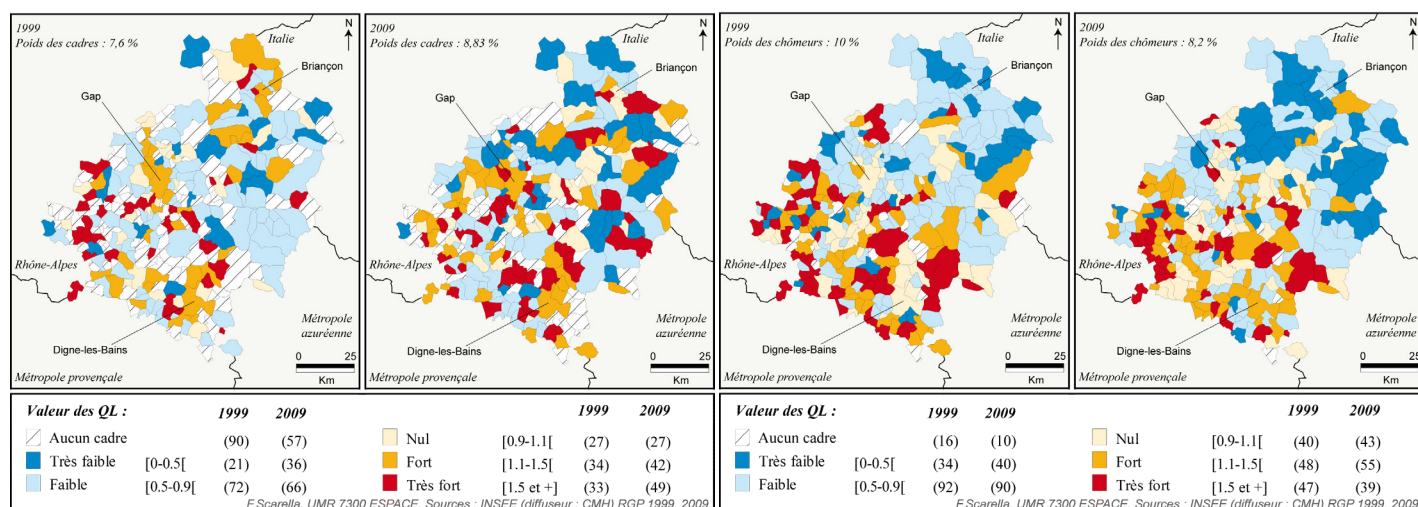 1999
Poids des cadres : 7,6 %
N
Italie
Briançon
Gap
Rhône-Alpes
Métropole
azuréenne
Digne-les-Bains
0 25
Km
Métropole provençale
2009
Poids des cadres : 8,83 %
N
Italie
Briançon
Gap
Rhône-Alpes
Métropole
azuréenne
Digne-les-Bains
0 25
Km
Métropole provençale
1999
Poids des chômeurs : 10 %
N
Italie
Briançon
Gap
Rhône-Alpes
Métropole
azuréenne
Digne-les-Bains
0 25
Km
Métropole provençale
2009
Poids des chômeurs : 8,2 %
N
Italie
Briançon
Gap
Rhône-Alpes
Métropole
azuréenne
Digne-les-Bains
0 25
Km
Métropole provençale
Valeur des QL : 1999 2009 1999 2009
Aucun cadre (90) (57) Nul [0.9-1.1[ (27) (27)
Très faible [0-0.5[ (21) (36) Fort [1.1-1.5[ (34) (42)
Faible [0.5-0.9[ (72) (66) Très fort [1.5 et +] (33) (49)
F.Scarella, UMR 7300 ESPACE, Sources : INSEE (diffuseur : CMH) RGP 1999, 2009
Valeur des QL : 1999 2009 1999 2009
Aucun cadre (16) (10) Nul [0.9-1.1[ (40) (43)
Très faible [0-0.5[ (34) (40) Fort [1.1-1.5[ (48) (55)
Faible [0.5-0.9[ (92) (90) Très fort [1.5 et +] (47) (39)
F.Scarella, UMR 7300 ESPACE, Sources : INSEE (diffuseur : CMH) RGP 1999, 2009